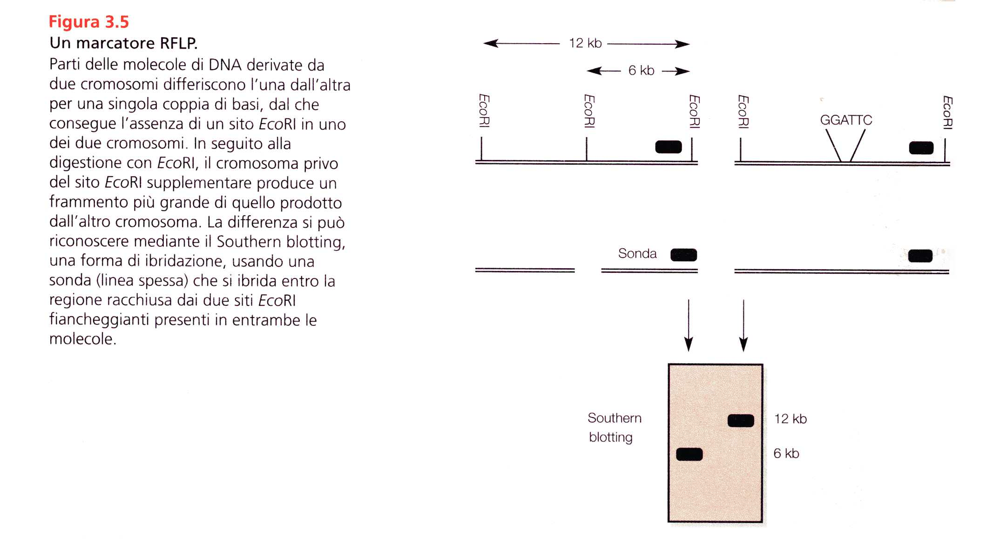 Figura 3.5
Un marcatore RFLP.
Parti delle molecole di DNA derivate da
due cromosomi differiscono l'una dall'altra
per una singola coppia di basi, dal che
consegue l'assenza di un sito EcoRI in uno
dei due cromosomi. In seguito alla
digestione con EcoRI, il cromosoma privo
del sito EcoRI supplementare produce un
frammento più grande di quello prodotto
dall'altro cromosoma. La differenza si può
riconoscere mediante il Southern blotting,
una forma di ibridazione, usando una
sonda (linea spessa) che si ibrida entro la
regione racchiusa dai due siti EcoRI
fiancheggianti presenti in entrambe le
molecole.
12 kb
6 kb
EcoRI
EcoRI
EcoRI
EcoRI
GGATTC
EcoRI
Sonda
Southern
blotting
12 kb
6 kb